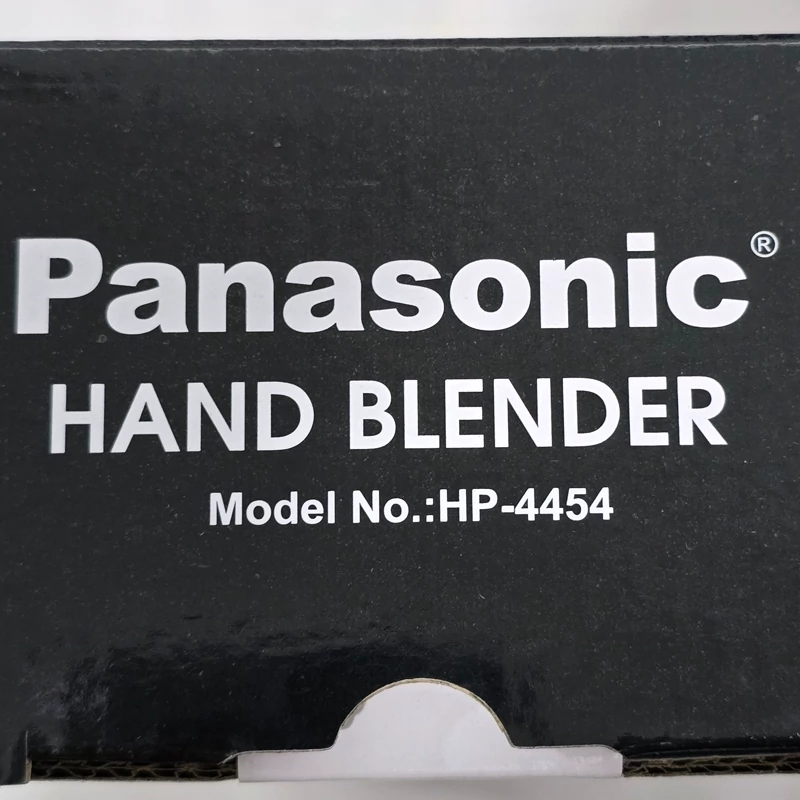 Panasonic®
HAND BLENDER
Model No.:HP-4454